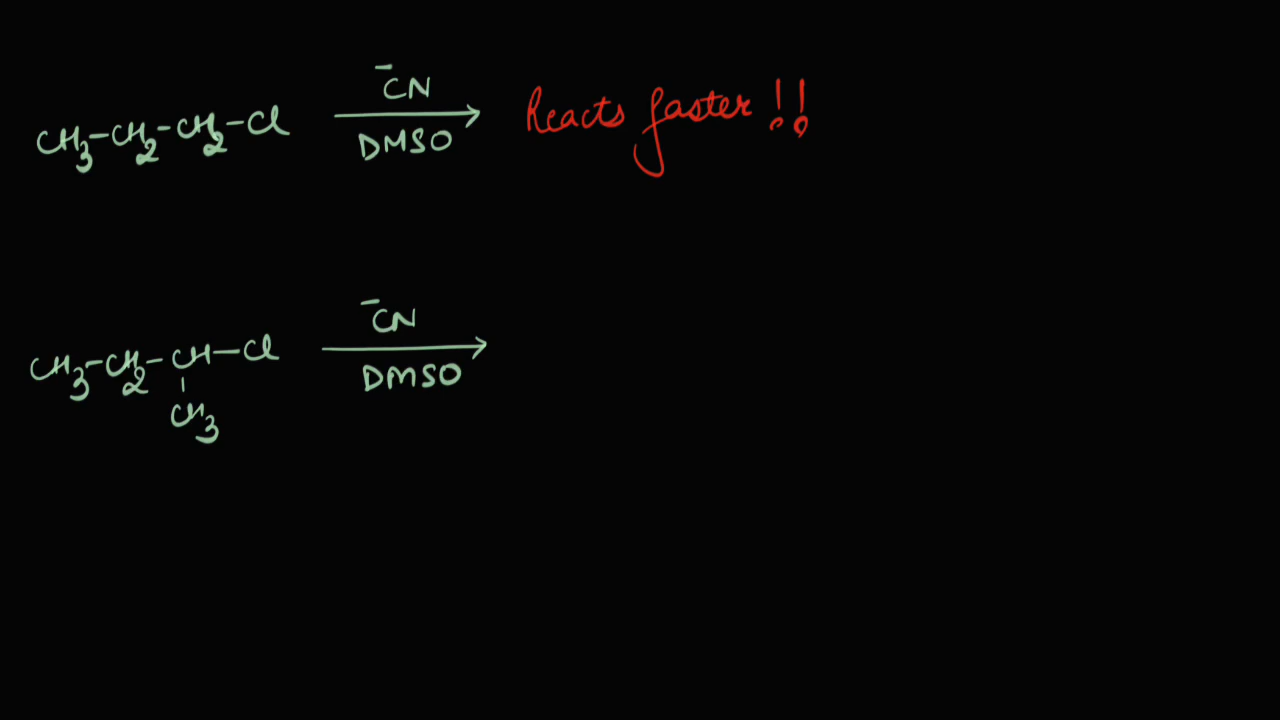 ⁻CN
CH₃-CH₂-CH₂-Cl ⟶ Reacts faster !!
DMSO
⁻CN
CH₃-CH₂-CH-Cl ⟶
DMSO
CH₃